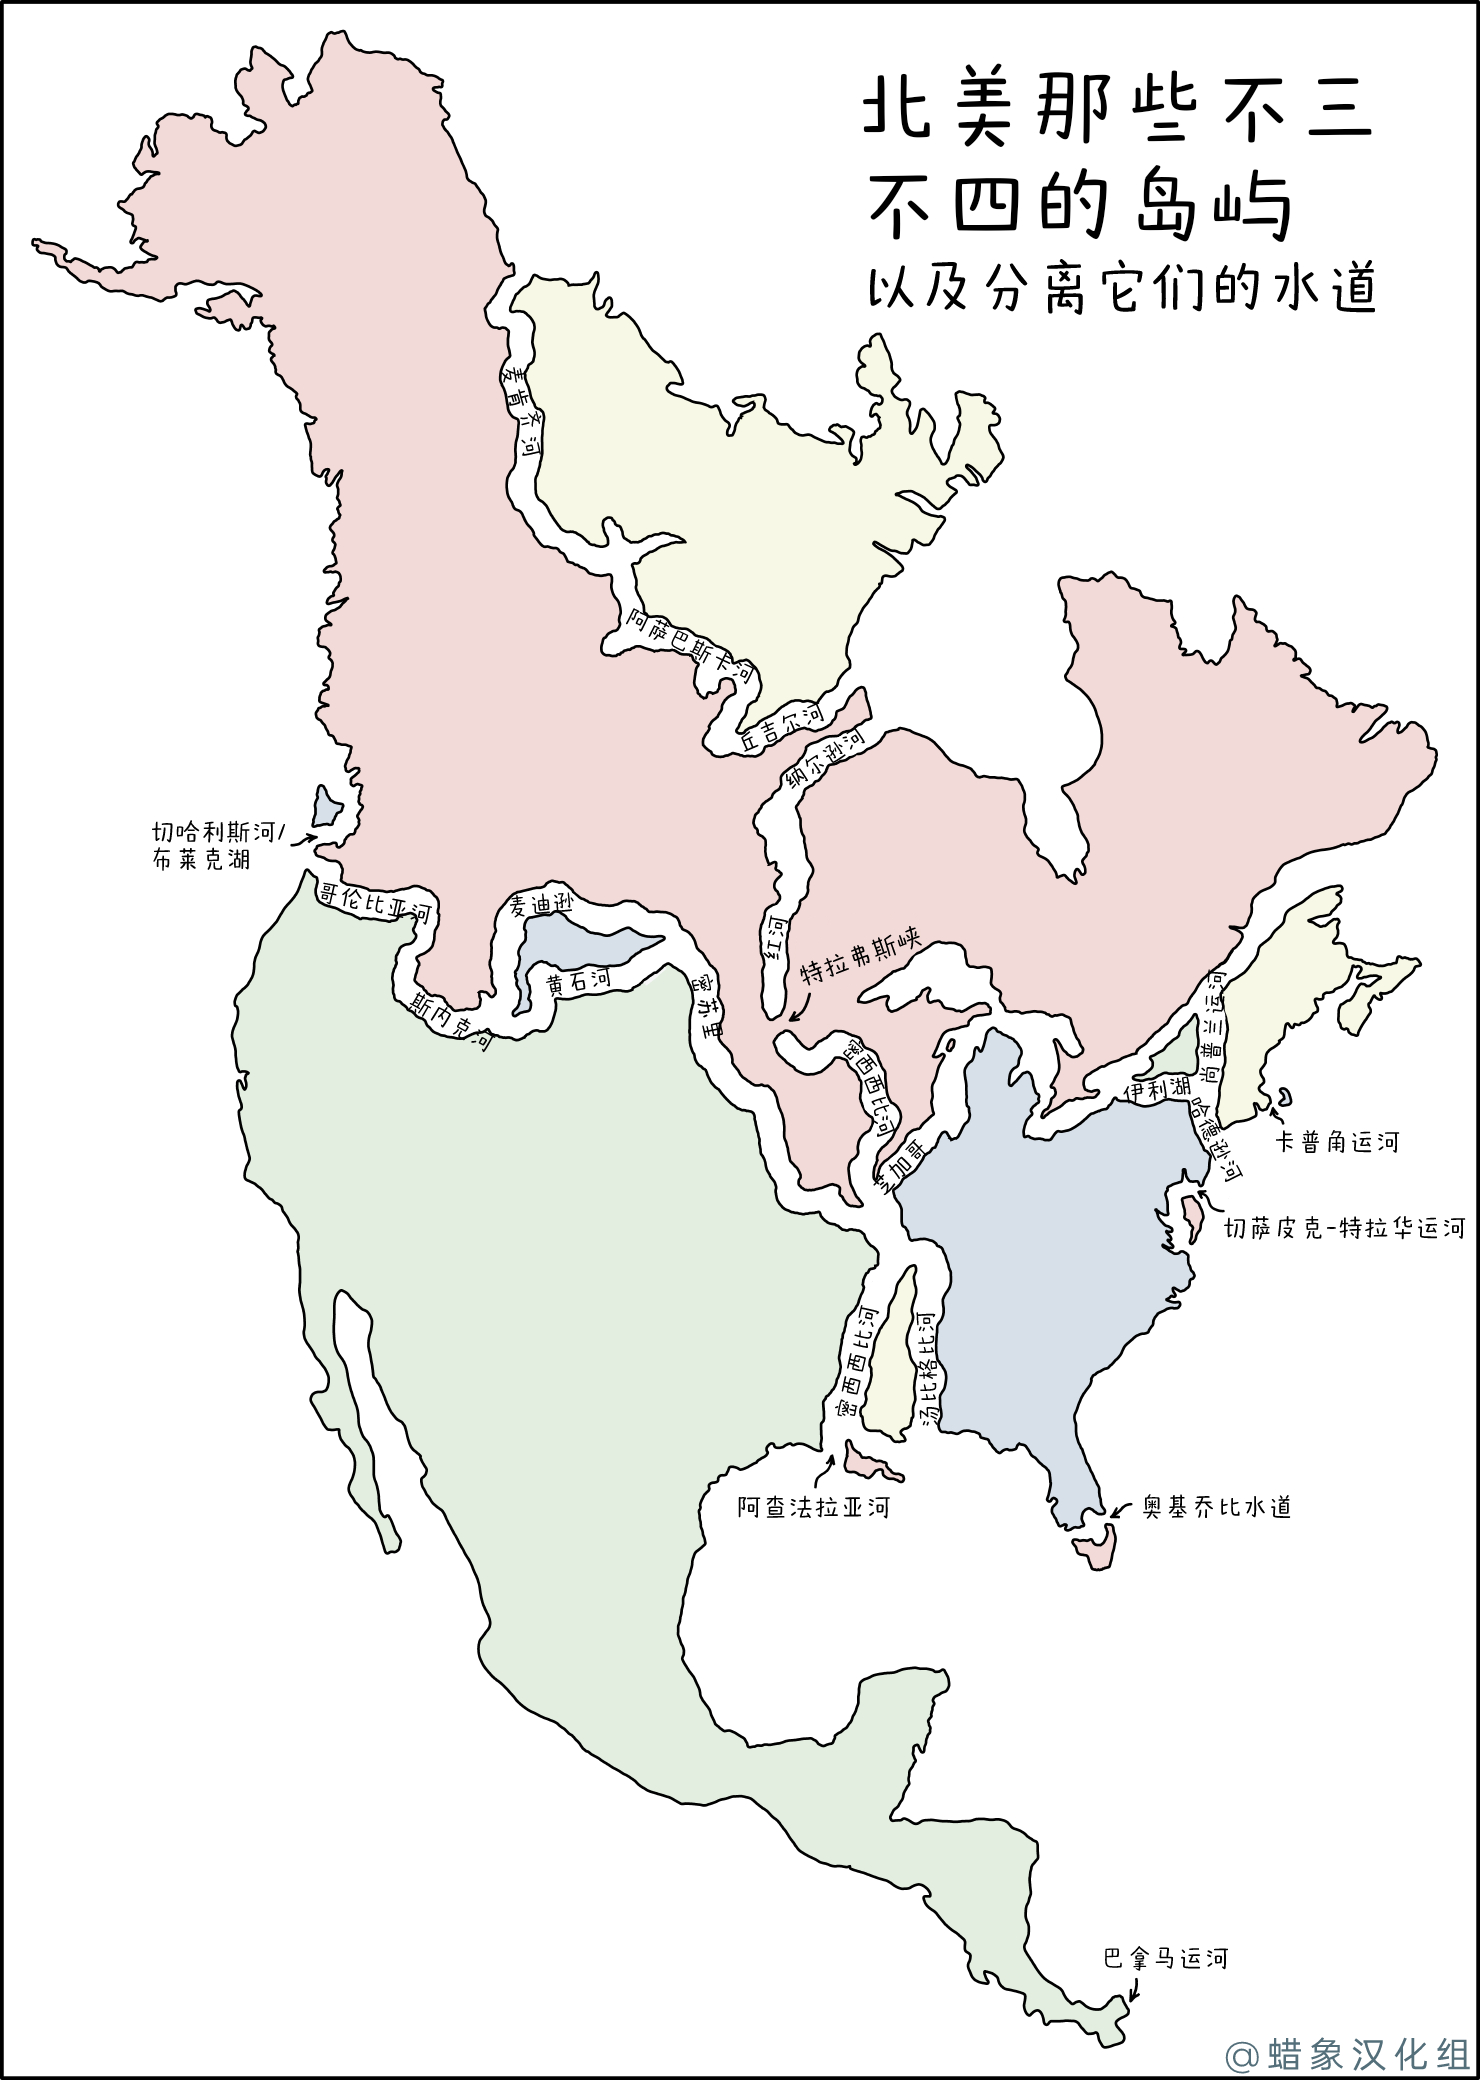 北美那些不三
不四的岛屿
以及分离它们的水道
麦肯齐河
阿萨巴斯卡河
丘吉尔河
纳尔逊河
切哈利斯河/
布莱克湖
哥伦比亚河
麦迪逊
红河
特拉弗斯峡
黄石河
斯内克河
密苏里
尚普兰运河
密西西比河
伊利湖
哈德逊河
卡普角运河
芝加哥
切萨皮克-特拉华运河
密西西比河
汤比格比河
阿查法拉亚河
奥基乔比水道
巴拿马运河
@蜡象汉化组